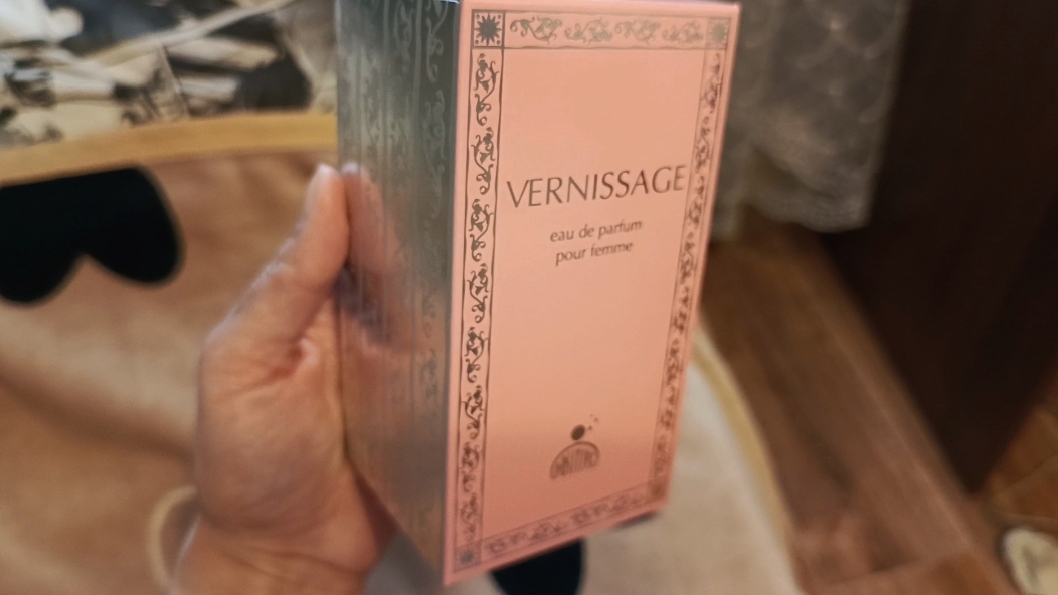 VERNISSAGE
eau de parfum
pour femme